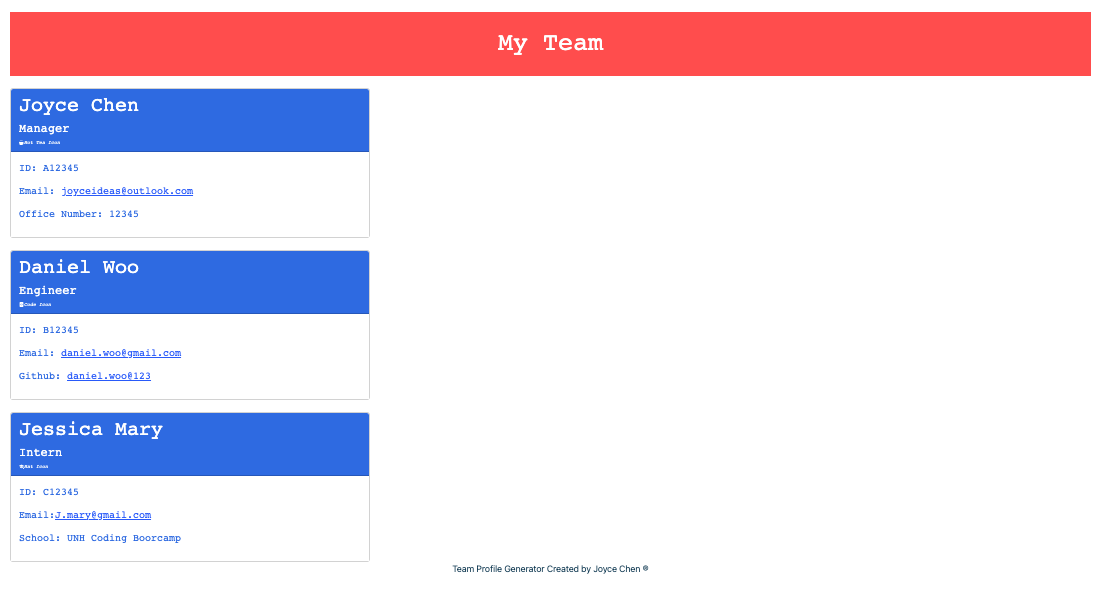 My Team
Joyce Chen
Manager
Hot Tea Icon
ID: A12345
Email: joyceideas@outlook.com
Office Number: 12345
Daniel Woo
Engineer
Code Icon
ID: B12345
Email: daniel.woo@gmail.com
Github: daniel.woo@123
Jessica Mary
Intern
Icon
ID: C12345
Email:J.mary@gmail.com
School: UNH Coding Boorcamp
Team Profile Generator Created by Joyce Chen ®